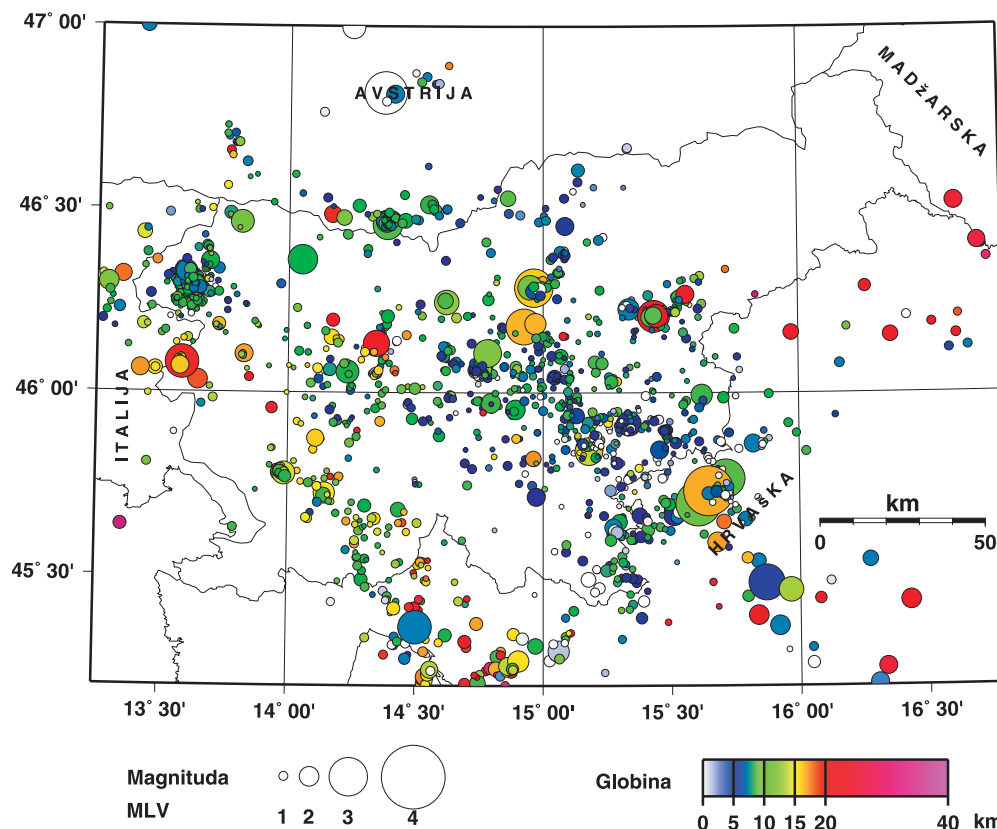 47° 00'
46° 30'
46° 00'
45° 30'
AVSTRIJA
MADŽARSKA
ITALIJA
HRVAŠKA
km
0 50
13° 30' 14° 00' 14° 30' 15° 00' 15° 30' 16° 00' 16° 30'
Magnituda
MLV
1 2 3 4
Globina
0 5 10 15 20 40 km